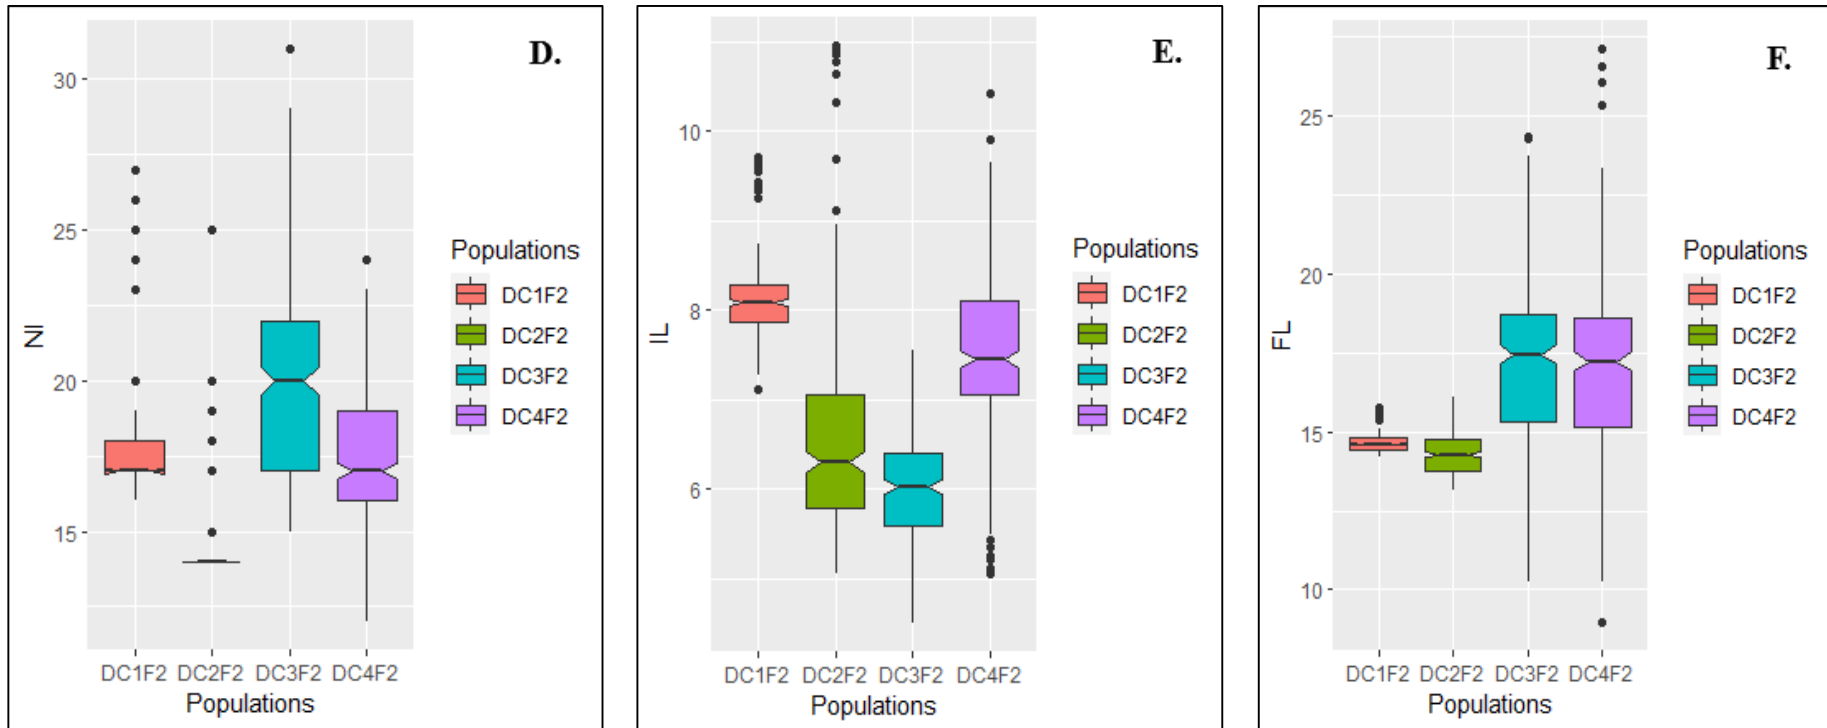 D.
NI
30
25
20
15
DC1F2 DC2F2 DC3F2 DC4F2
Populations
Populations
DC1F2
DC2F2
DC3F2
DC4F2
E.
IL
10
8
6
DC1F2 DC2F2 DC3F2 DC4F2
Populations
Populations
DC1F2
DC2F2
DC3F2
DC4F2
F.
FL
25
20
15
10
DC1F2 DC2F2 DC3F2 DC4F2
Populations
Populations
DC1F2
DC2F2
DC3F2
DC4F2